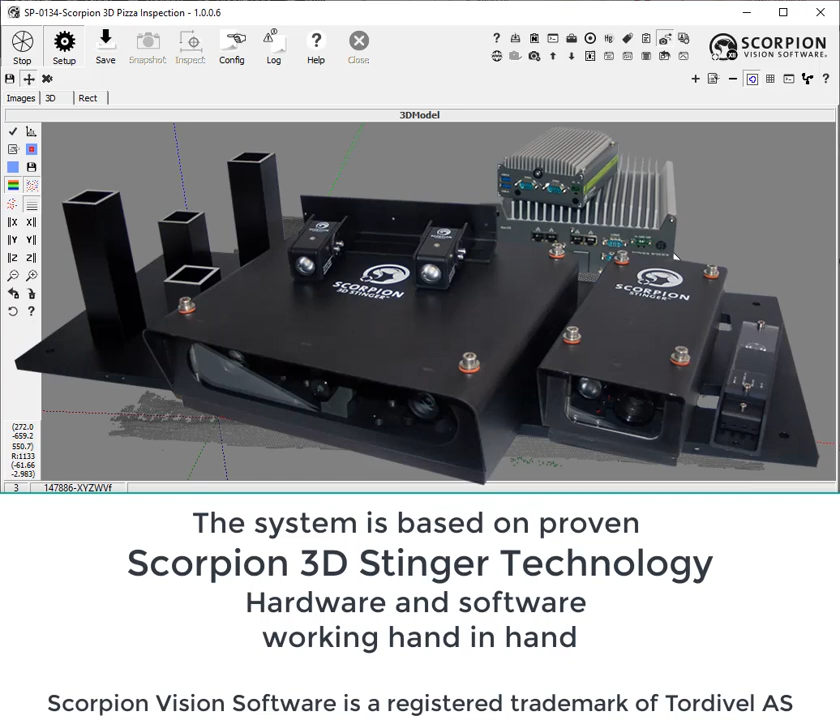 SP-0134-Scorpion 3D Pizza Inspection - 1.0.0.6
Stop
Setup
Save
Snapshot
Inspect
Config
Log
Help
Close
Hg
SCORPION
VISION SOFTWARE®
Images
3D
Rect
3DModel
|X| X|
|Y| Y|
|Z| Z|
SCORPION
3D STINGER™
SCORPION
STINGER™
(272.0
-659.2
550.7)
R:1133
(-61.66
-2.983)
3
147886-XYZWVf
The system is based on proven
Scorpion 3D Stinger Technology
Hardware and software
working hand in hand
Scorpion Vision Software is a registered trademark of Tordivel AS